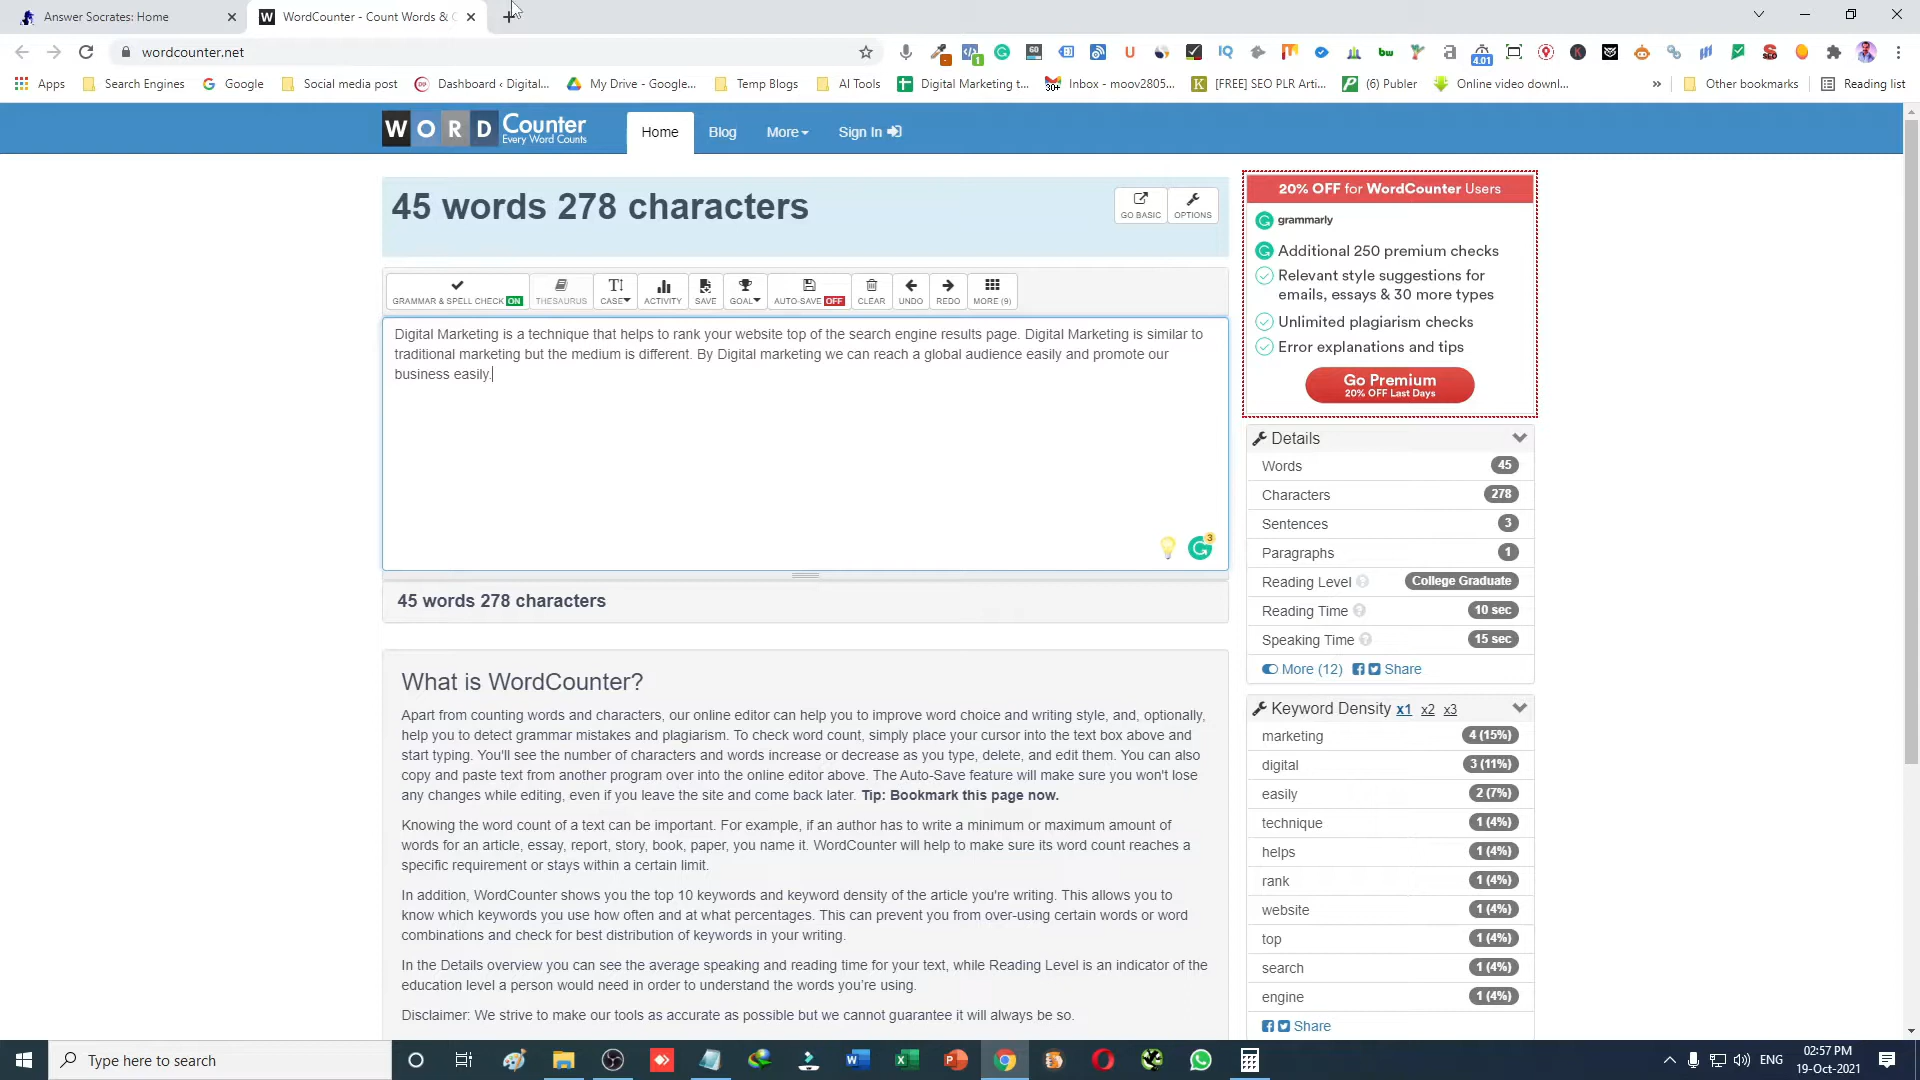 Answer Socrates: Home
WordCounter - Count Words & C
wordcounter.net
Apps
Search Engines
Google
Social media post
Dashboard ‹ Digital...
My Drive - Google...
Temp Blogs
AI Tools
Digital Marketing t...
Inbox - moov2805...
[FREE] SEO PLR Arti...
(6) Publer
Online video downl...
»
Other bookmarks
Reading list
WORD Counter
Every Word Counts
Home
Blog
More
Sign In
45 words 278 characters
GO BASIC
OPTIONS
GRAMMAR & SPELL CHECK ON
THESAURUS
CASE
ACTIVITY
SAVE
GOAL
AUTO-SAVE OFF
CLEAR
UNDO
REDO
MORE (9)
Digital Marketing is a technique that helps to rank your website top of the search engine results page. Digital Marketing is similar to
traditional marketing but the medium is different. By Digital marketing we can reach a global audience easily and promote our
business easily.
3
45 words 278 characters
What is WordCounter?
Apart from counting words and characters, our online editor can help you to improve word choice and writing style, and, optionally,
help you to detect grammar mistakes and plagiarism. To check word count, simply place your cursor into the text box above and
start typing. You'll see the number of characters and words increase or decrease as you type, delete, and edit them. You can also
copy and paste text from another program over into the online editor above. The Auto-Save feature will make sure you won't lose
any changes while editing, even if you leave the site and come back later. Tip: Bookmark this page now.
Knowing the word count of a text can be important. For example, if an author has to write a minimum or maximum amount of
words for an article, essay, report, story, book, paper, you name it. WordCounter will help to make sure its word count reaches a
specific requirement or stays within a certain limit.
In addition, WordCounter shows you the top 10 keywords and keyword density of the article you're writing. This allows you to
know which keywords you use how often and at what percentages. This can prevent you from over-using certain words or word
combinations and check for best distribution of keywords in your writing.
In the Details overview you can see the average speaking and reading time for your text, while Reading Level is an indicator of the
education level a person would need in order to understand the words you're using.
Disclaimer: We strive to make our tools as accurate as possible but we cannot guarantee it will always be so.
20% OFF for WordCounter Users
grammarly
Additional 250 premium checks
Relevant style suggestions for
emails, essays & 30 more types
Unlimited plagiarism checks
Error explanations and tips
Go Premium
20% OFF Last Days
Details
Words 45
Characters 278
Sentences 3
Paragraphs 1
Reading Level College Graduate
Reading Time 10 sec
Speaking Time 15 sec
More (12) Share
Keyword Density x1 x2 x3
marketing 4 (15%)
digital 3 (11%)
easily 2 (7%)
technique 1 (4%)
helps 1 (4%)
rank 1 (4%)
website 1 (4%)
top 1 (4%)
search 1 (4%)
engine 1 (4%)
Share
Type here to search
ENG
02:57 PM
19-Oct-2021